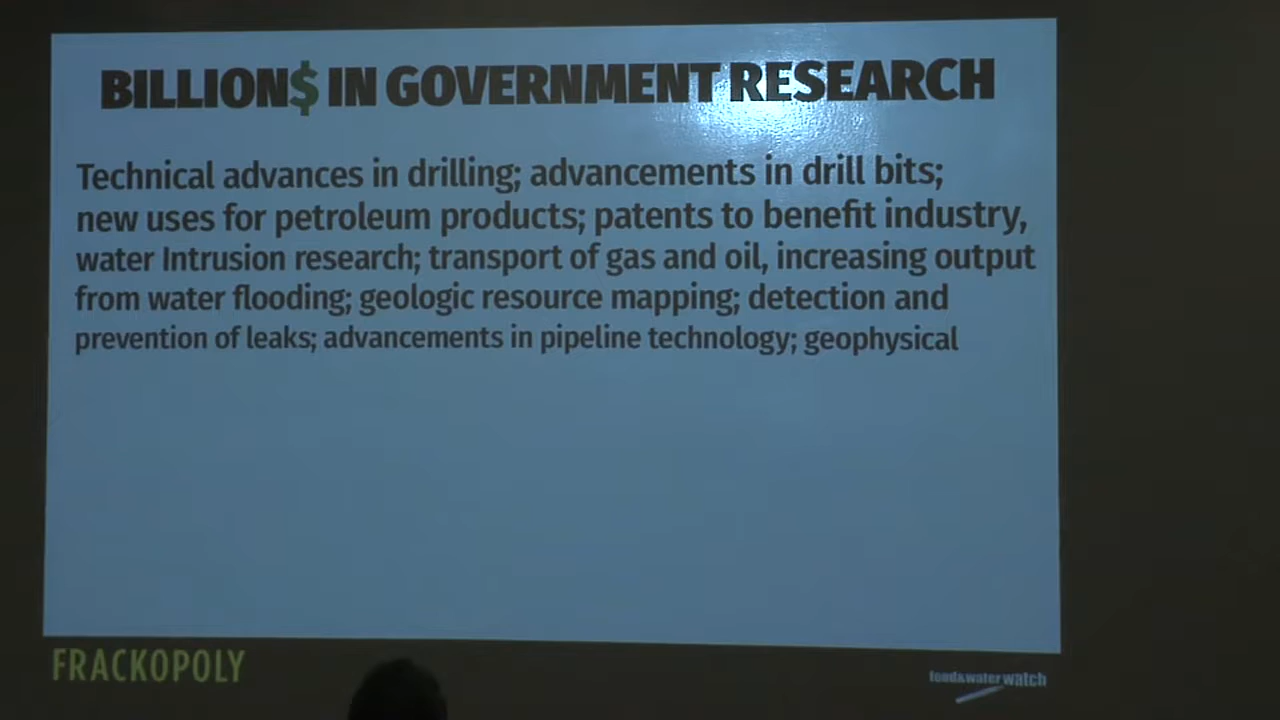 BILLION$ IN GOVERNMENT RESEARCH
Technical advances in drilling; advancements in drill bits;
new uses for petroleum products; patents to benefit industry,
water Intrusion research; transport of gas and oil, increasing output
from water flooding; geologic resource mapping; detection and
prevention of leaks; advancements in pipeline technology; geophysical
FRACKOPOLY
food&waterwatch